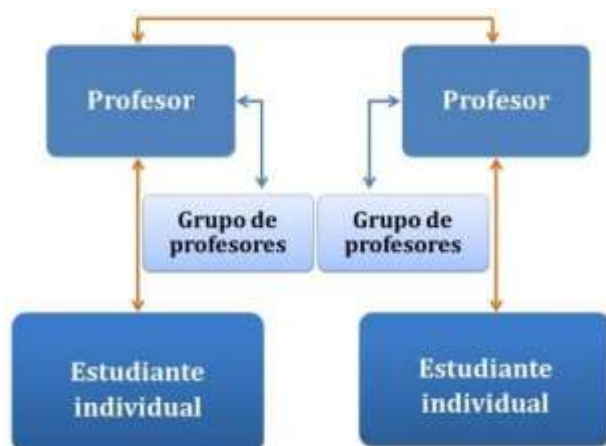 Profesor
Profesor
Grupo de
profesores
Grupo de
profesores
Estudiante
individual
Estudiante
individual